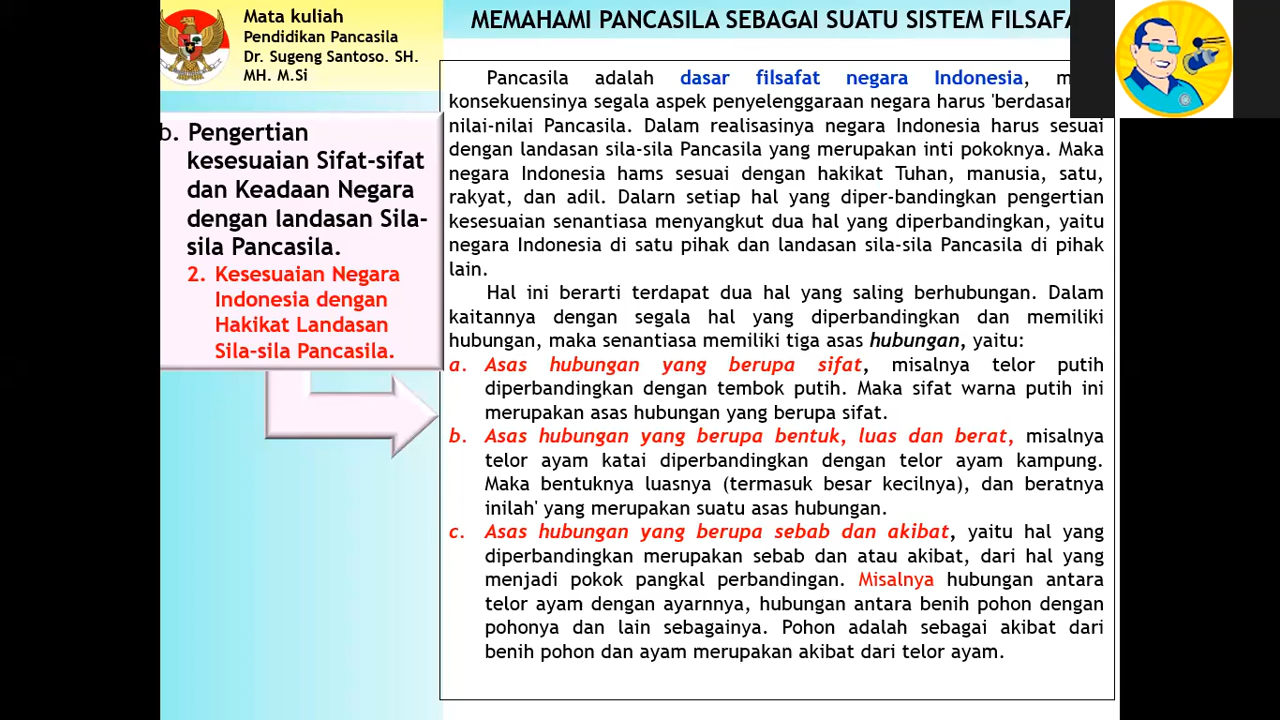 Mata kuliah
Pendidikan Pancasila
Dr. Sugeng Santoso. SH.
MH. M.Si
MEMAHAMI PANCASILA SEBAGAI SUATU SISTEM FILSAFA
b. Pengertian
kesesuaian Sifat-sifat
dan Keadaan Negara
dengan landasan Sila-
sila Pancasila.
2. Kesesuaian Negara
Indonesia dengan
Hakikat Landasan
Sila-sila Pancasila.
Pancasila adalah dasar filsafat negara Indonesia,
konsekuensinya segala aspek penyelenggaraan negara harus 'berdasar
nilai-nilai Pancasila. Dalam realisasinya negara Indonesia harus sesuai
dengan landasan sila-sila Pancasila yang merupakan inti pokoknya. Maka
negara Indonesia hams sesuai dengan hakikat Tuhan, manusia, satu,
rakyat, dan adil. Dalarn setiap hal yang diper-bandingkan pengertian
kesesuaian senantiasa menyangkut dua hal yang diperbandingkan, yaitu
negara Indonesia di satu pihak dan landasan sila-sila Pancasila di pihak
lain.
Hal ini berarti terdapat dua hal yang saling berhubungan. Dalam
kaitannya dengan segala hal yang diperbandingkan dan memiliki
hubungan, maka senantiasa memiliki tiga asas hubungan, yaitu:
a. Asas hubungan yang berupa sifat, misalnya telor putih
diperbandingkan dengan tembok putih. Maka sifat warna putih ini
merupakan asas hubungan yang berupa sifat.
b. Asas hubungan yang berupa bentuk, luas dan berat, misalnya
telor ayam katai diperbandingkan dengan telor ayam kampung.
Maka bentuknya luasnya (termasuk besar kecilnya), dan beratnya
inilah' yang merupakan suatu asas hubungan.
c. Asas hubungan yang berupa sebab dan akibat, yaitu hal yang
diperbandingkan merupakan sebab dan atau akibat, dari hal yang
menjadi pokok pangkal perbandingan. Misalnya hubungan antara
telor ayam dengan ayarnnya, hubungan antara benih pohon dengan
pohonya dan lain sebagainya. Pohon adalah sebagai akibat dari
benih pohon dan ayam merupakan akibat dari telor ayam.